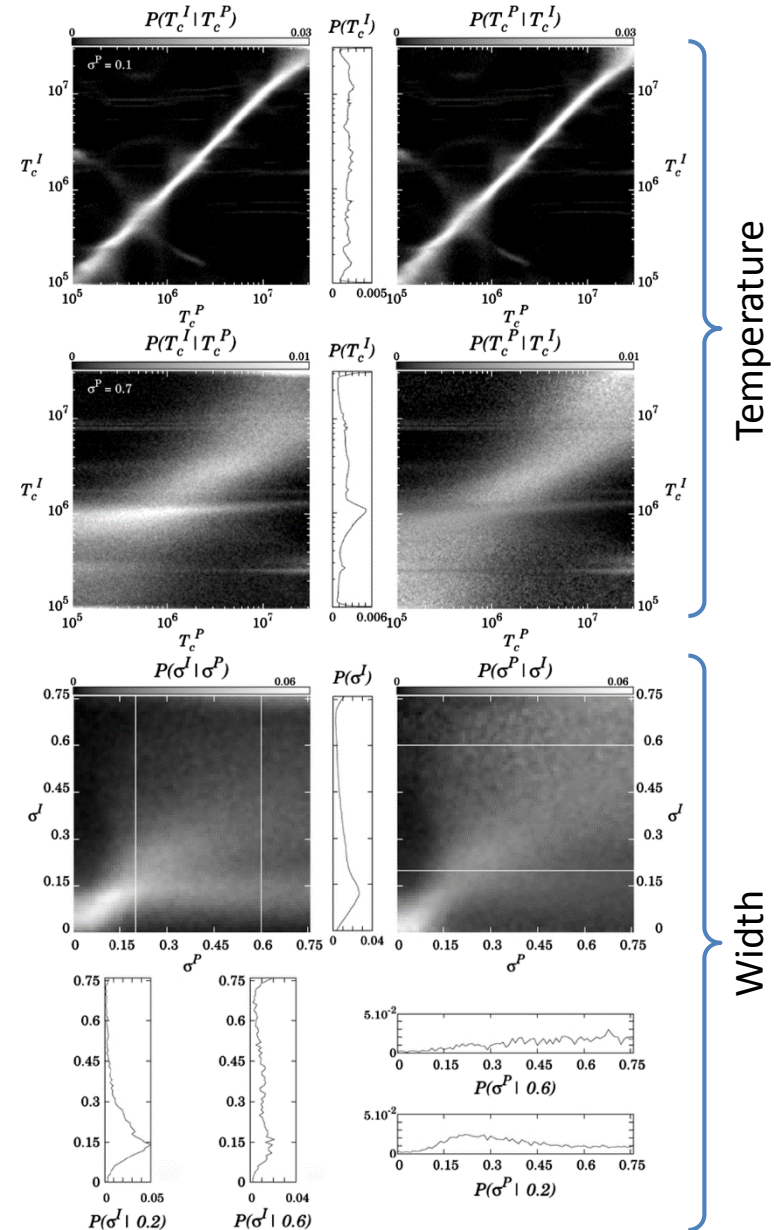 P(T_c^I | T_c^P) P(T_c^I) P(T_c^P | T_c^I)
0 0.03 0 0.03
σ^P = 0.1
10^7 10^7
T_c^I T_c^I
10^6 10^6
10^5 10^5
10^5 10^6 10^7 0 0.005 10^5 10^6 10^7
T_c^P T_c^P
P(T_c^I | T_c^P) P(T_c^I) P(T_c^P | T_c^I)
0 0.01 0 0.01
σ^P = 0.7
10^7 10^7
T_c^I T_c^I
10^6 10^6
10^5 10^5
10^5 10^6 10^7 0 0.006 10^5 10^6 10^7
T_c^P T_c^P
Temperature
P(σ^I | σ^P) P(σ^I) P(σ^P | σ^I)
0 0.06 0 0.06
0.75 0.75
0.6 0.6
0.45 0.45
σ^I σ^I
0.3 0.3
0.15 0.15
0 0
0.15 0.3 0.45 0.6 0.75 0 0.04 0 0.15 0.3 0.45 0.6 0.75
σ^P σ^P
0.75 0.75
0.6 0.6
0.45 0.45
0.3 0.3
0.15 0.15
0 0
0 0.05 0 0.04
P(σ^I | 0.2) P(σ^I | 0.6)
5.10^-2
0
0 0.15 0.3 0.45 0.6 0.75
P(σ^P | 0.6)
5.10^-2
0
0 0.15 0.3 0.45 0.6 0.75
P(σ^P | 0.2)
Width